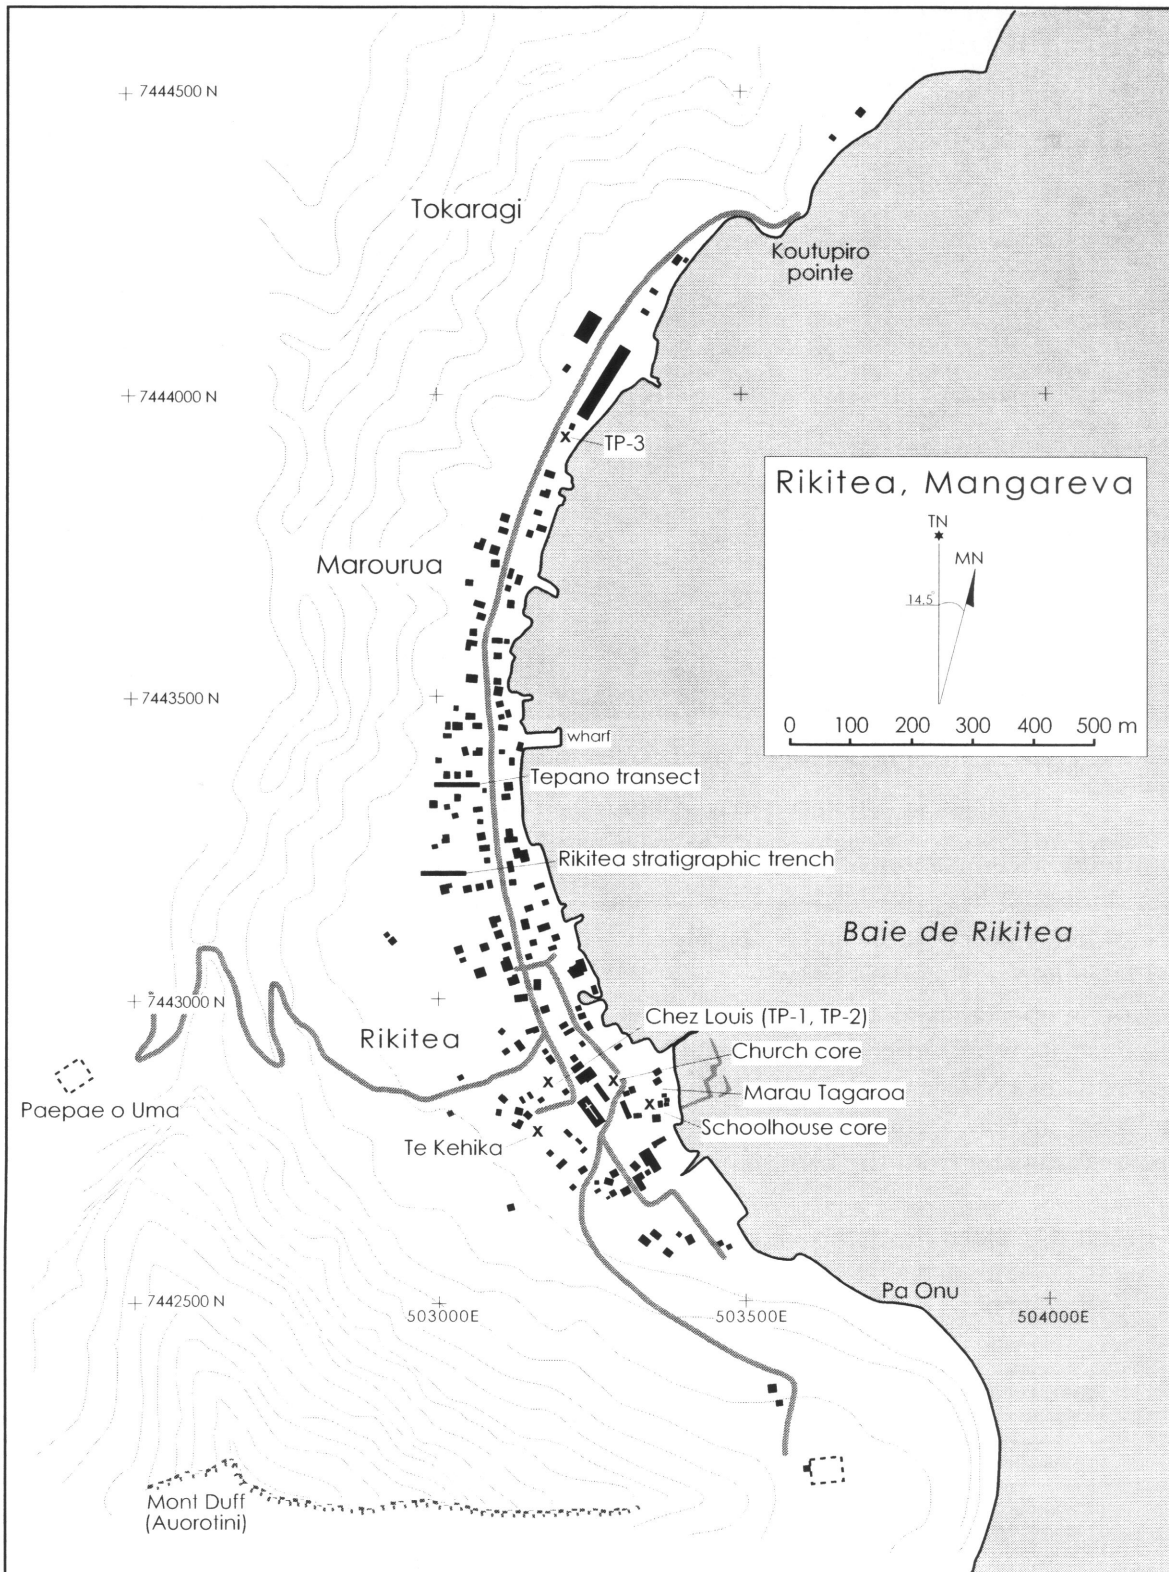 7444500 N
Tokaragi
Koutupiro
pointe
7444000 N
TP-3
Rikitea, Mangareva
TN
MN
14.5°
0 100 200 300 400 500 m
Marourua
7443500 N
wharf
Tepano transect
Rikitea stratigraphic trench
Baie de Rikitea
7443000 N
Chez Louis (TP-1, TP-2)
Rikitea
Church core
Marau Tagaroa
Paepae o Uma
Schoolhouse core
Te Kehika
Pa Onu
7442500 N
503000E
503500E
504000E
Mont Duff
(Auorotini)